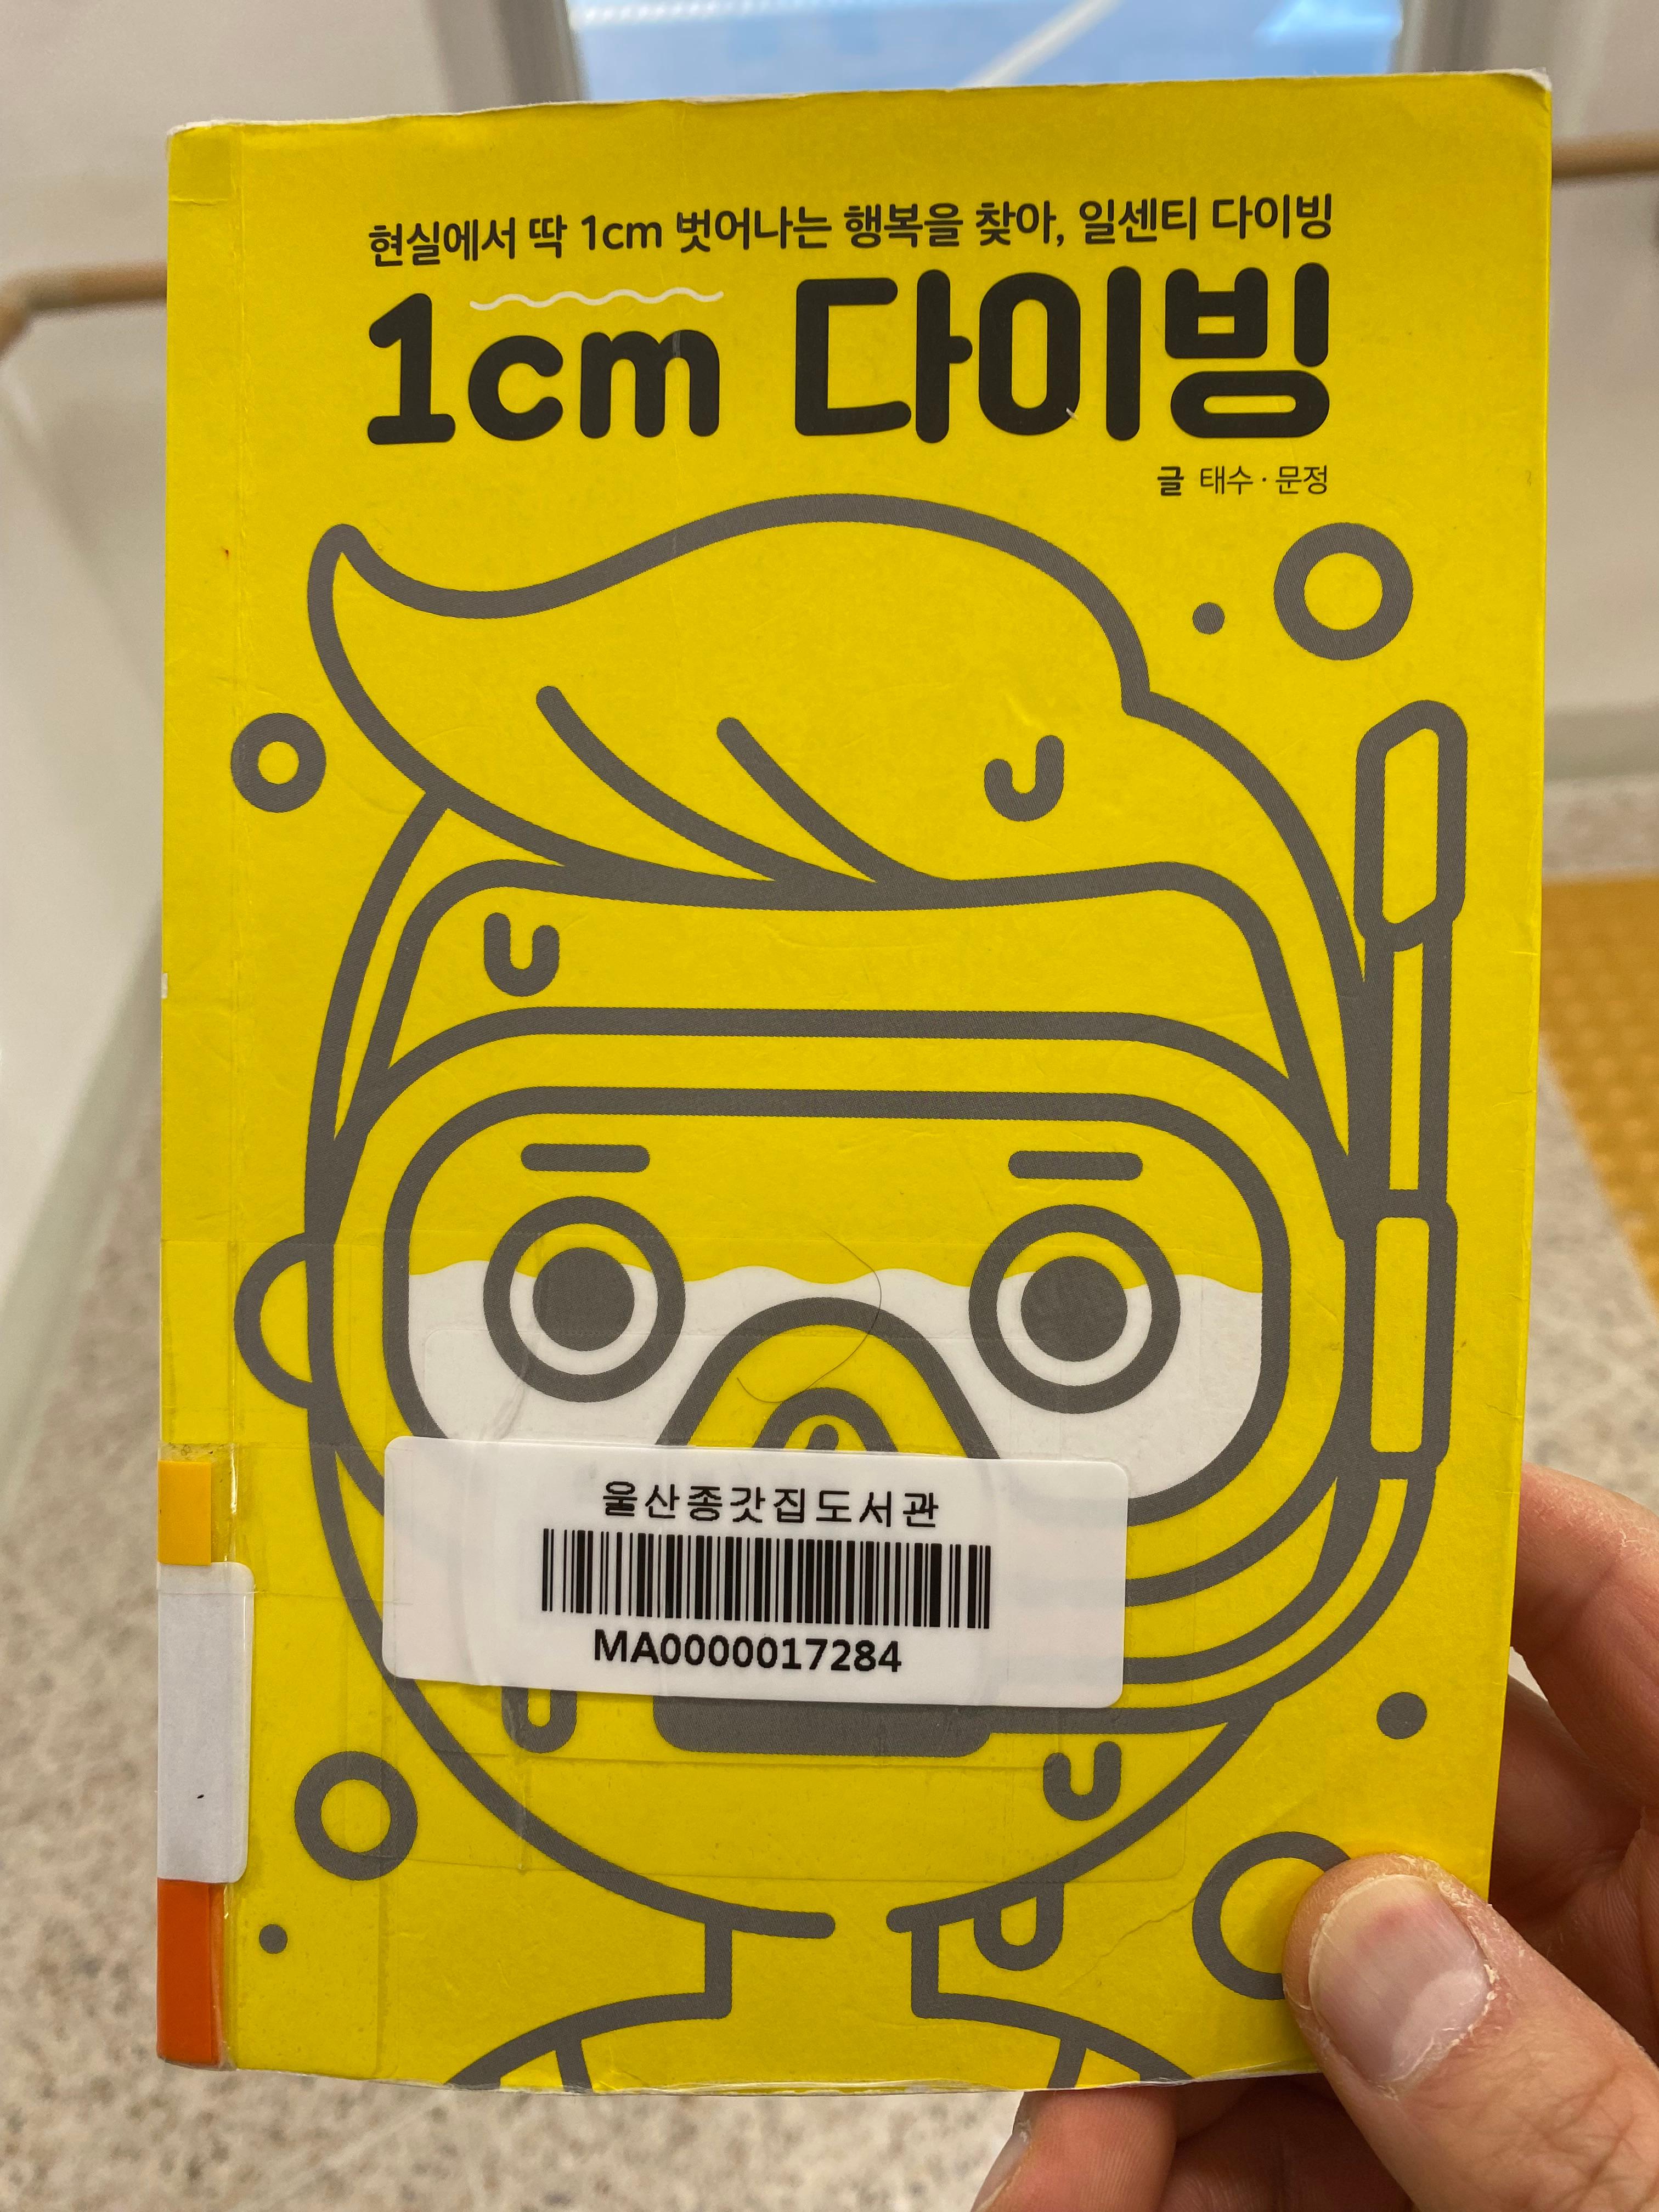 현실에서 딱 1cm 벗어나는 행복을 찾아, 일센티 다이빙
1cm 다이빙
글 태수 · 문정
울산종갓집도서관
MA0000017284